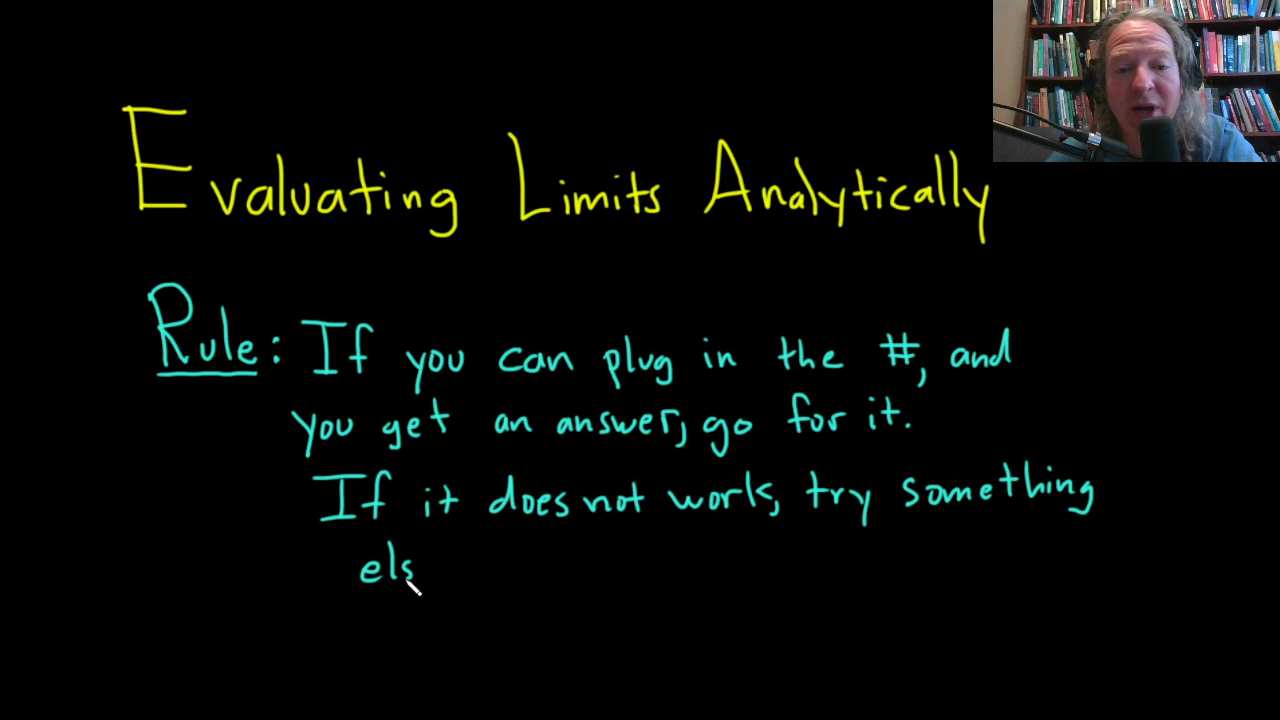 Evaluating Limits Analytically
Rule: If you can plug in the #, and
you get an answer, go for it.
If it does not work, try something
els